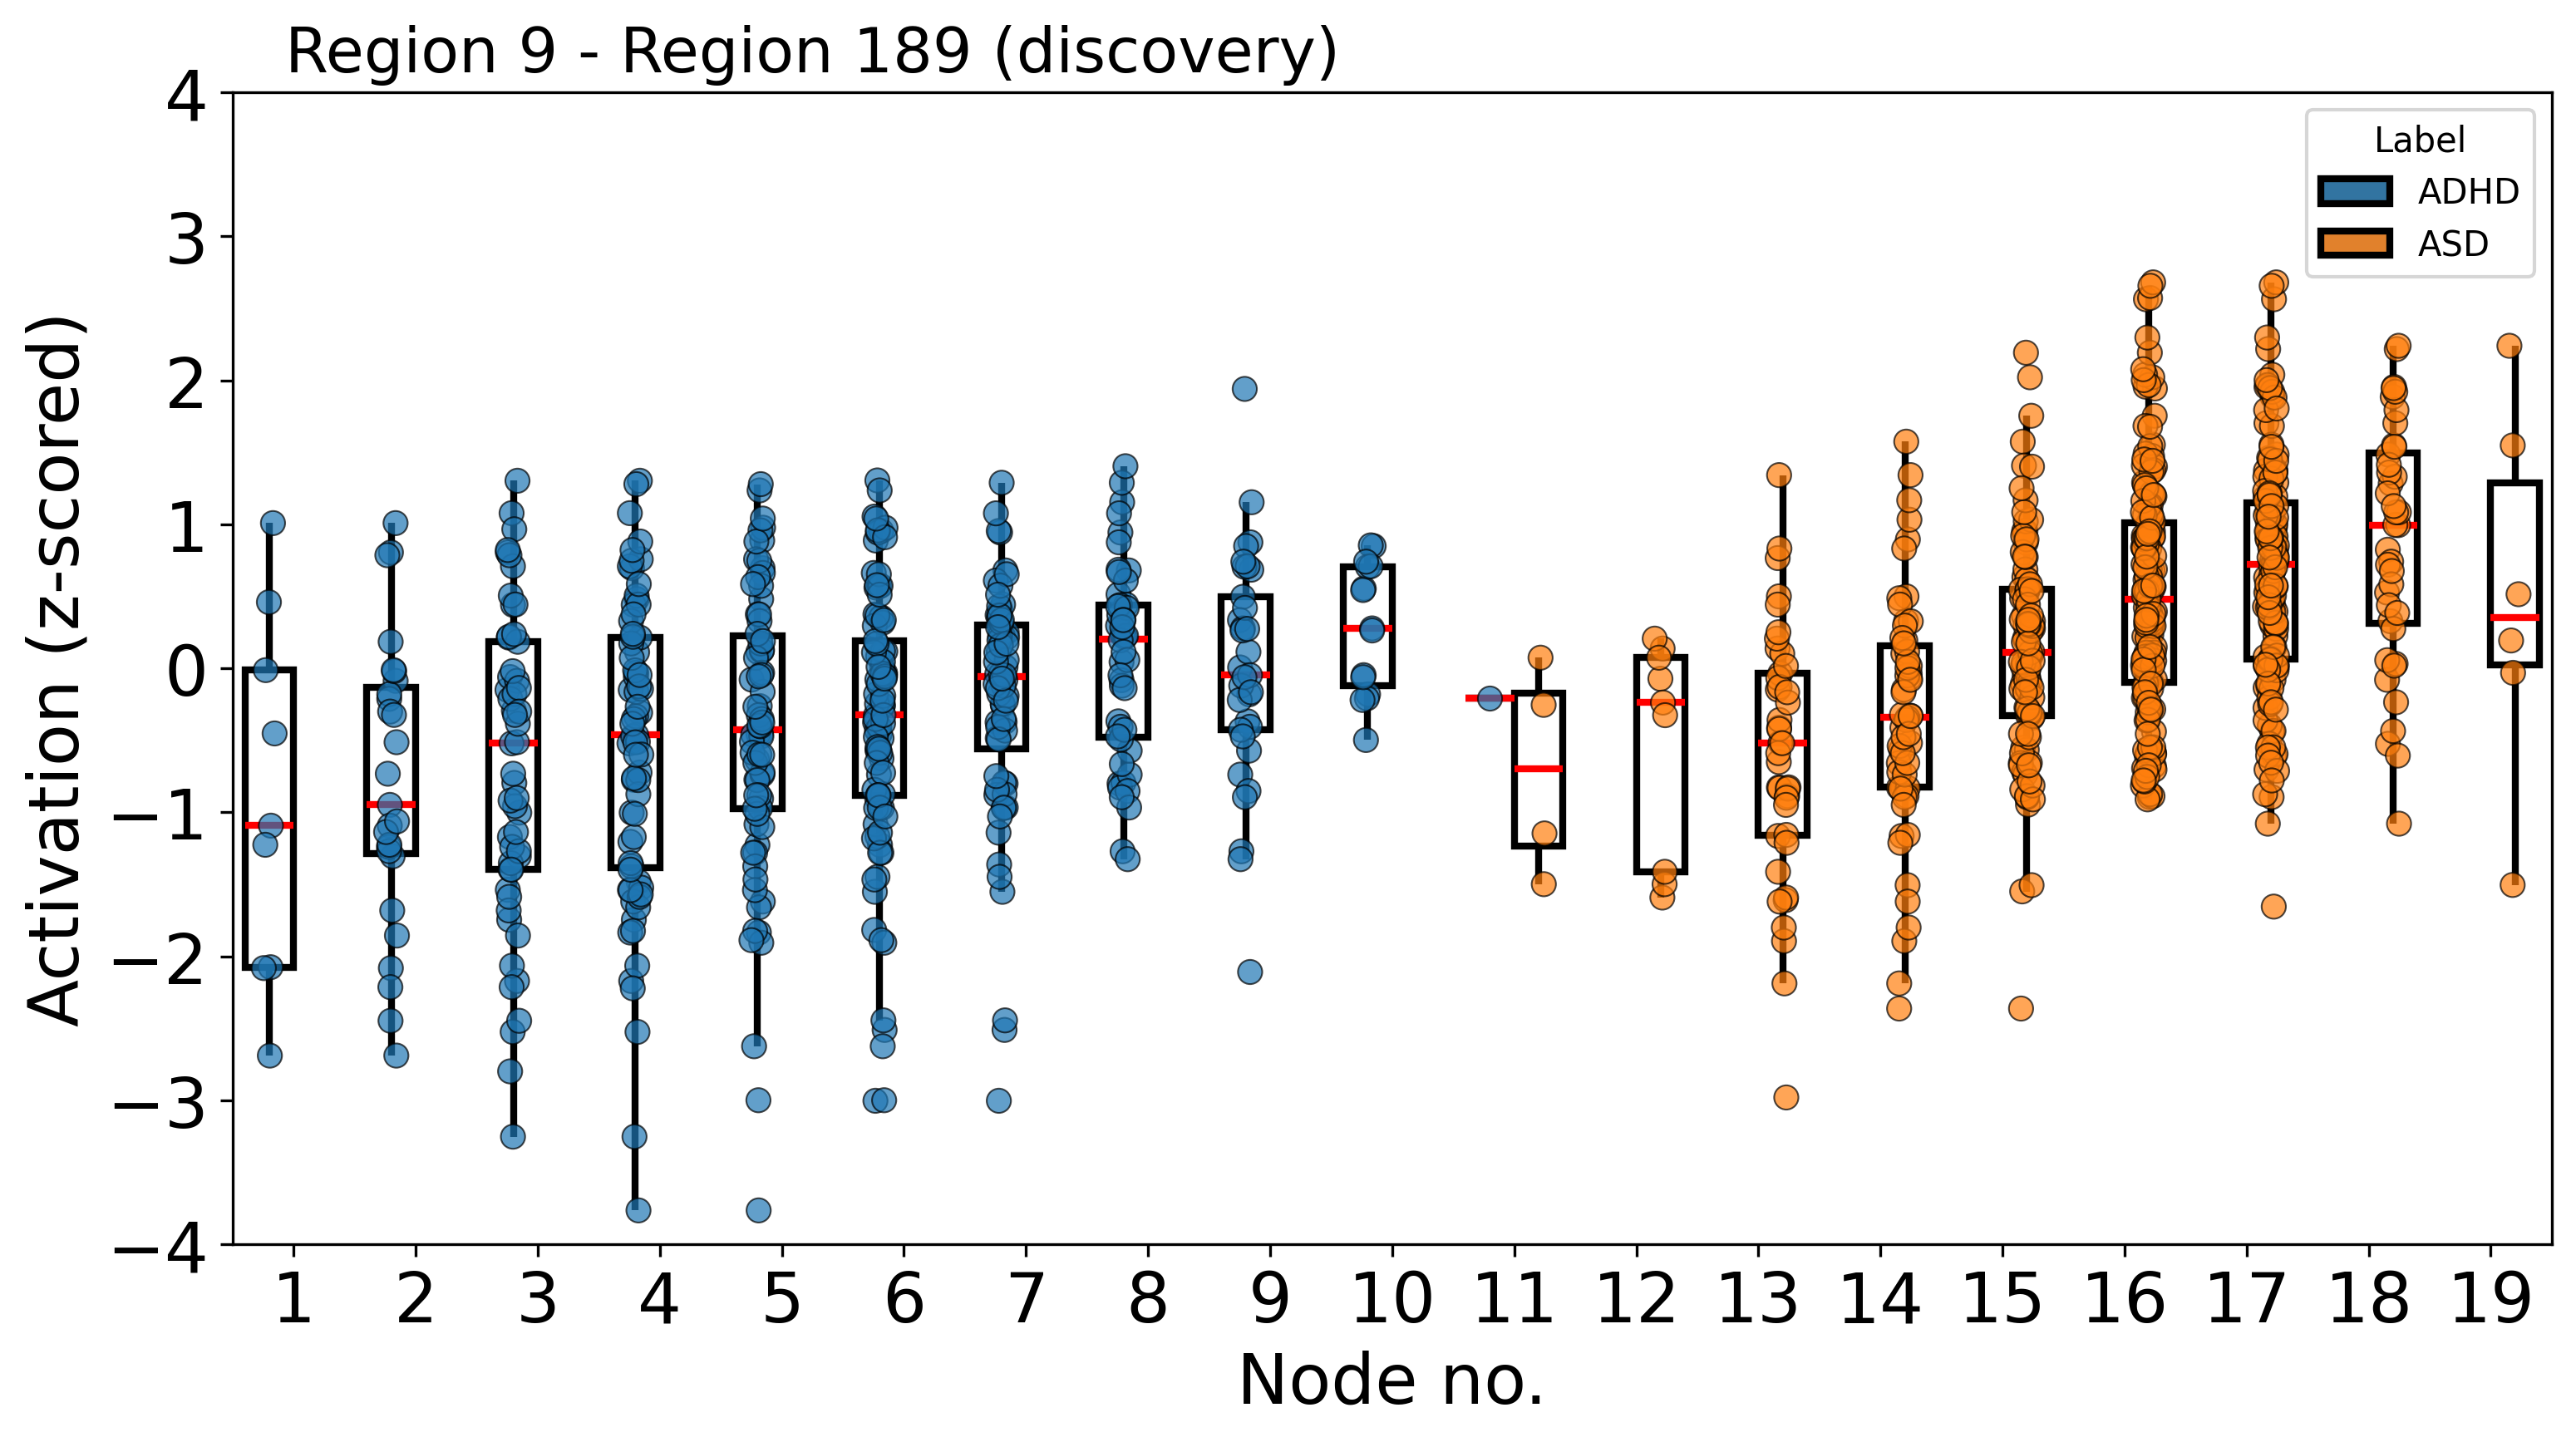 Region 9 - Region 189 (discovery)
Activation (z-scored)
4
3
2
1
0
−1
−2
−3
−4
Label
ADHD
ASD
1 2 3 4 5 6 7 8 9 10 11 12 13 14 15 16 17 18 19
Node no.